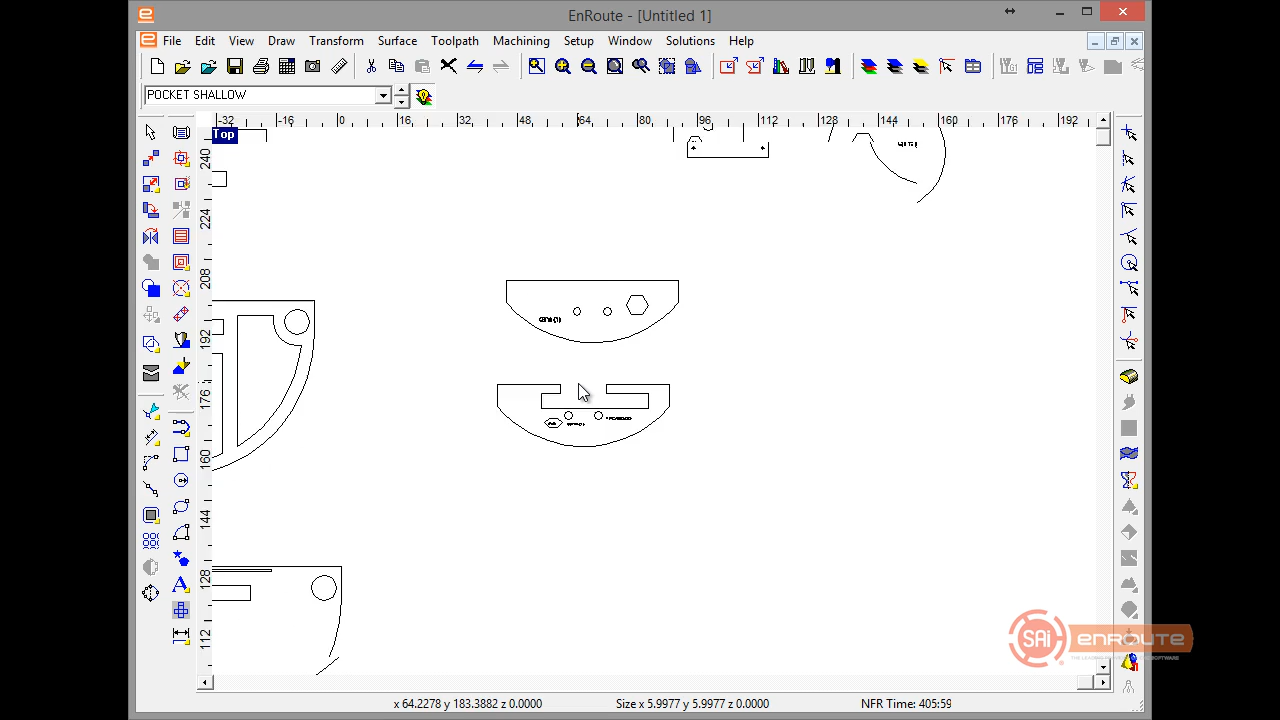 EnRoute - [Untitled 1]
File Edit View Draw Transform Surface Toolpath Machining Setup Window Solutions Help
POCKET SHALLOW
-32 -16 0 16 32 48 64 80 96 112 128 144 160 176 192
Top
240
224
208
192
176
160
144
128
112
SAi ENROUTE
x 64.2278 y 183.3882 z 0.0000 Size x 5.9977 y 5.9977 z 0.0000 NFR Time: 405:59